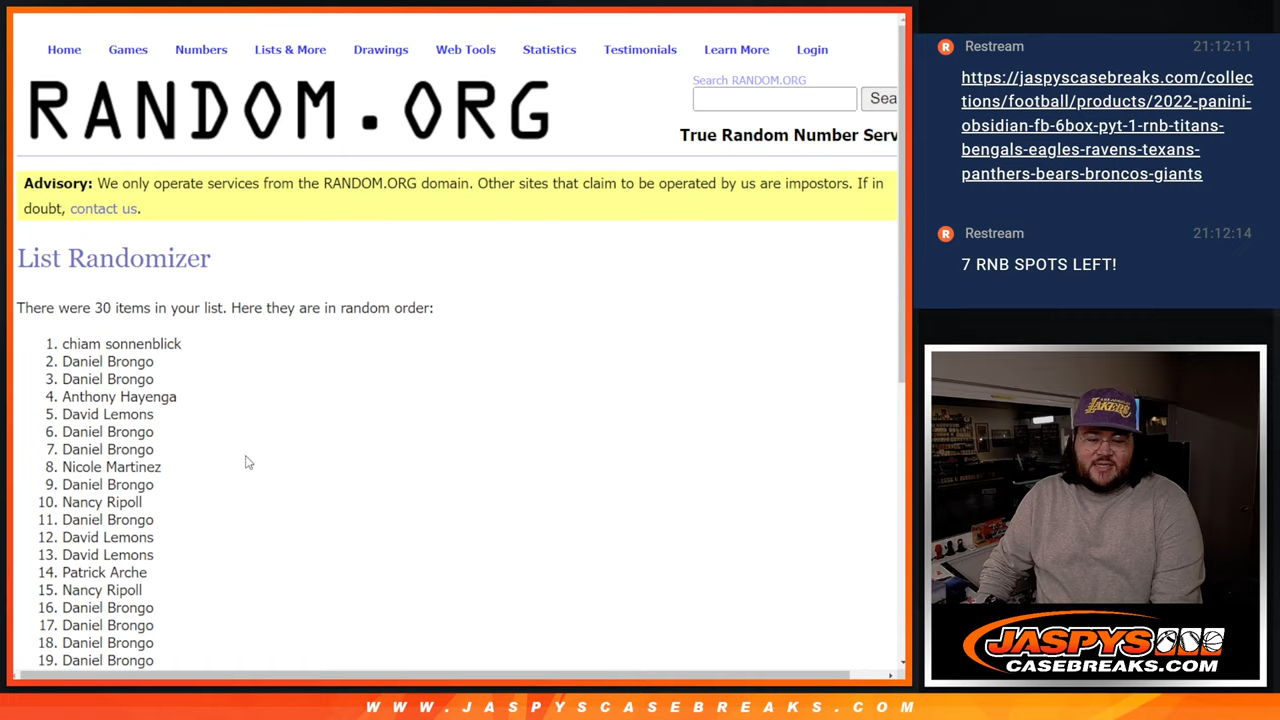 Home Games Numbers Lists & More Drawings Web Tools Statistics Testimonials Learn More Login
RANDOM.ORG
Search RANDOM.ORG
Sea
True Random Number Serv
Advisory: We only operate services from the RANDOM.ORG domain. Other sites that claim to be operated by us are impostors. If in
doubt, contact us.
List Randomizer
There were 30 items in your list. Here they are in random order:
1. chiam sonnenblick
2. Daniel Brongo
3. Daniel Brongo
4. Anthony Hayenga
5. David Lemons
6. Daniel Brongo
7. Daniel Brongo
8. Nicole Martinez
9. Daniel Brongo
10. Nancy Ripoll
11. Daniel Brongo
12. David Lemons
13. David Lemons
14. Patrick Arche
15. Nancy Ripoll
16. Daniel Brongo
17. Daniel Brongo
18. Daniel Brongo
19. Daniel Brongo
R Restream 21:12:11
https://jaspyscasebreaks.com/collec
tions/football/products/2022-panini-
obsidian-fb-6box-pyt-1-rnb-titans-
bengals-eagles-ravens-texans-
panthers-bears-broncos-giants
R Restream 21:12:14
7 RNB SPOTS LEFT!
LAKERS
JASPYS
CASEBREAKS.COM
WWW.JASPYSCASEBREAKS.COM